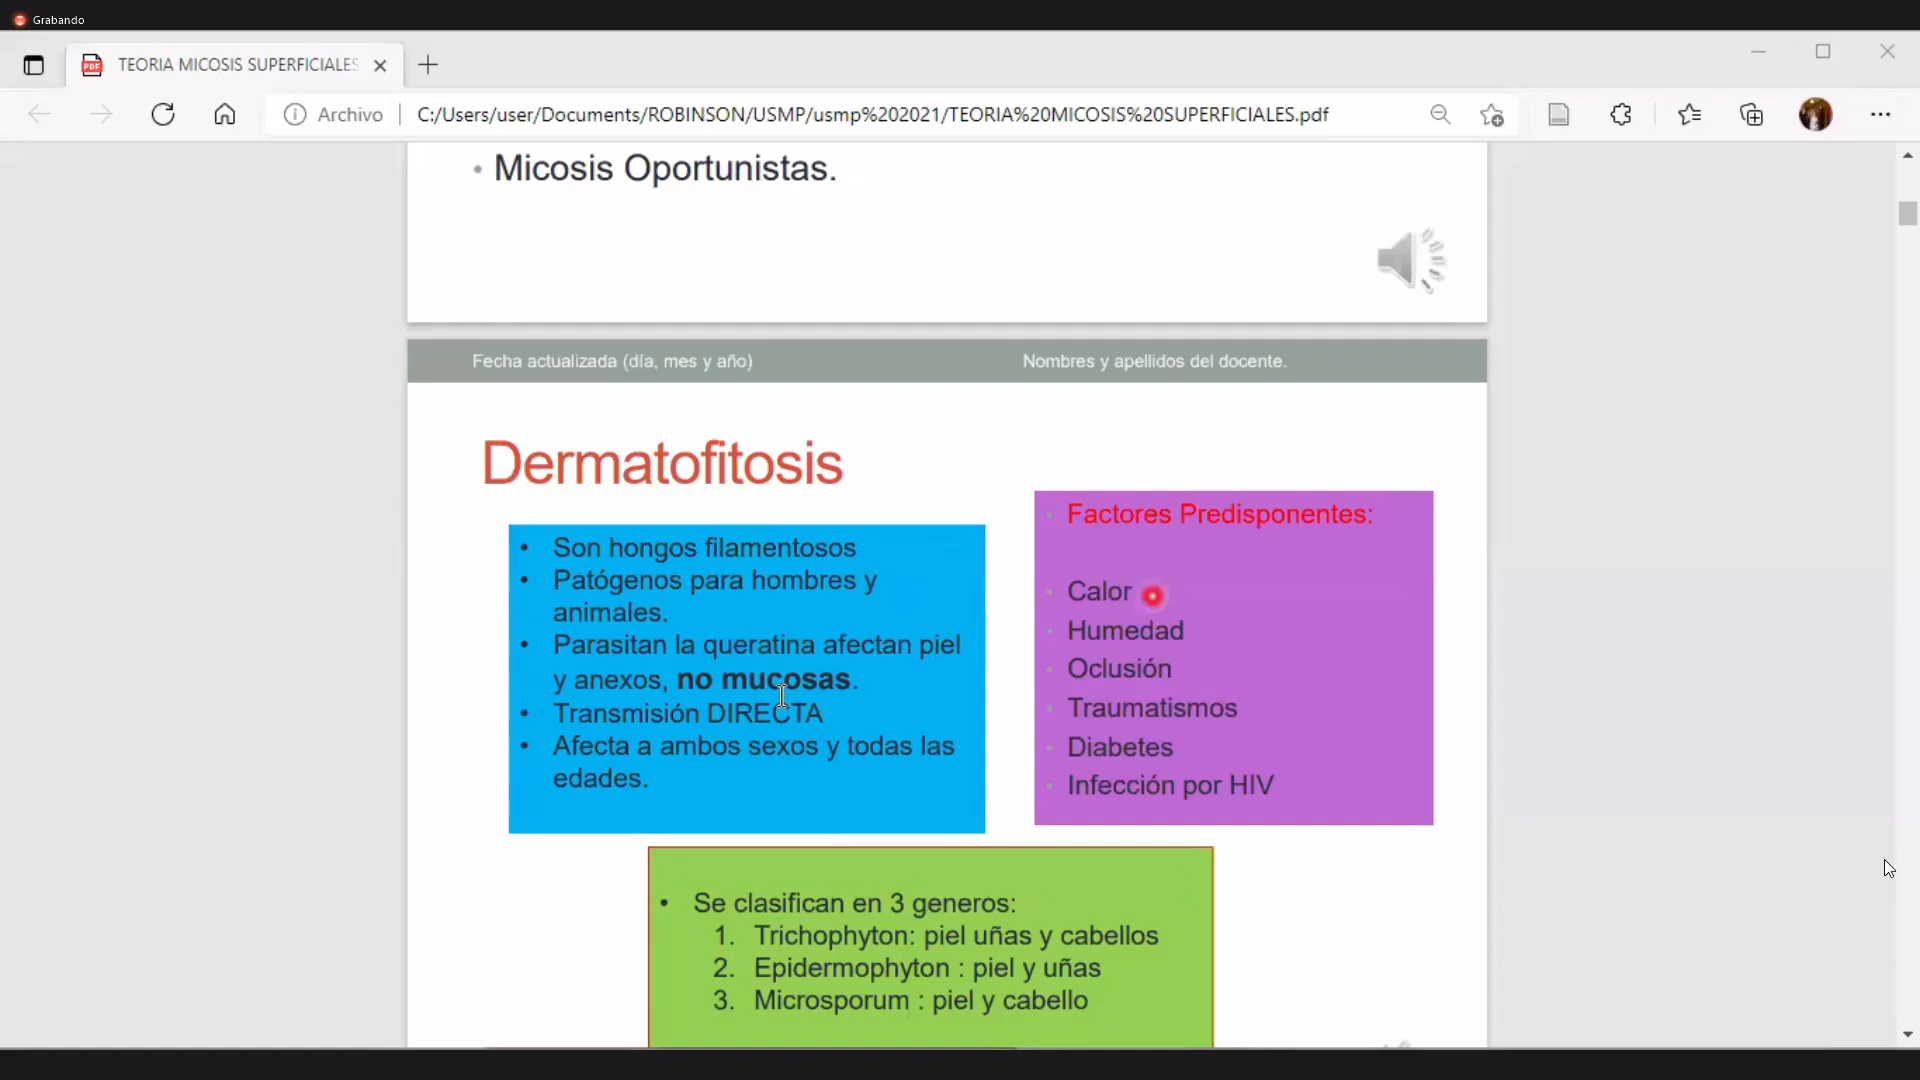 Grabando
TEORIA MICOSIS SUPERFICIALES
Archivo
C:/Users/user/Documents/ROBINSON/USMP/usmp%202021/TEORIA%20MICOSIS%20SUPERFICIALES.pdf
• Micosis Oportunistas.
Fecha actualizada (día, mes y año)
Nombres y apellidos del docente.
Dermatofitosis
• Son hongos filamentosos
• Patógenos para hombres y
animales.
• Parasitan la queratina afectan piel
y anexos, no mucosas.
• Transmisión DIRECTA
• Afecta a ambos sexos y todas las
edades.
• Factores Predisponentes:
• Calor
• Humedad
• Oclusión
• Traumatismos
• Diabetes
• Infección por HIV
• Se clasifican en 3 generos:
1. Trichophyton: piel uñas y cabellos
2. Epidermophyton : piel y uñas
3. Microsporum : piel y cabello